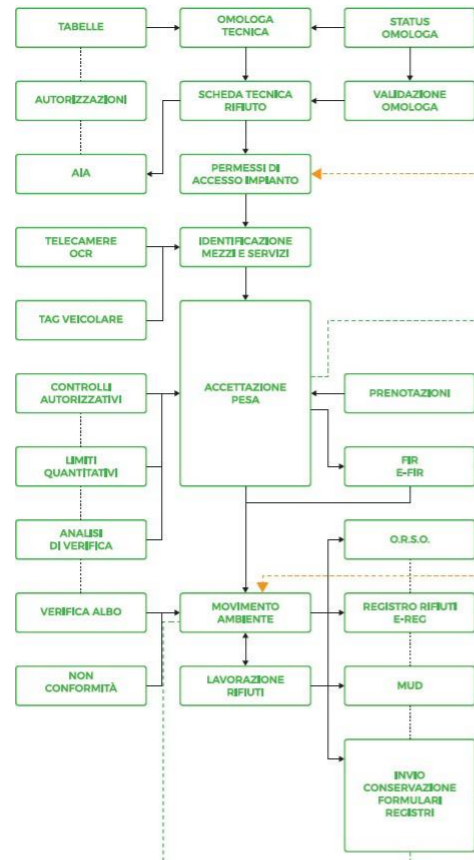 TABELLE
OMOLOGA
TECNICA
STATUS
OMOLOGA
AUTORIZZAZIONI
SCHEDA TECNICA
RIFIUTO
VALIDAZIONE
OMOLOGA
AIA
PERMESSI DI
ACCESSO IMPIANTO
TELECAMERE
OCR
IDENTIFICAZIONE
MEZZI E SERVIZI
TAG VEICOLARE
ACCETTAZIONE
PESA
CONTROLLI
AUTORIZZATIVI
PRENOTAZIONI
LIMITI
QUANTITATIVI
FIR
E-FIR
ANALISI
DI VERIFICA
O.R.S.O.
VERIFICA ALBO
MOVIMENTO
AMBIENTE
REGISTRO RIFIUTI
E-REG
NON
CONFORMITÀ
LAVORAZIONE
RIFIUTI
MUD
INVIO
CONSERVAZIONE
FORMULARI
REGISTRI